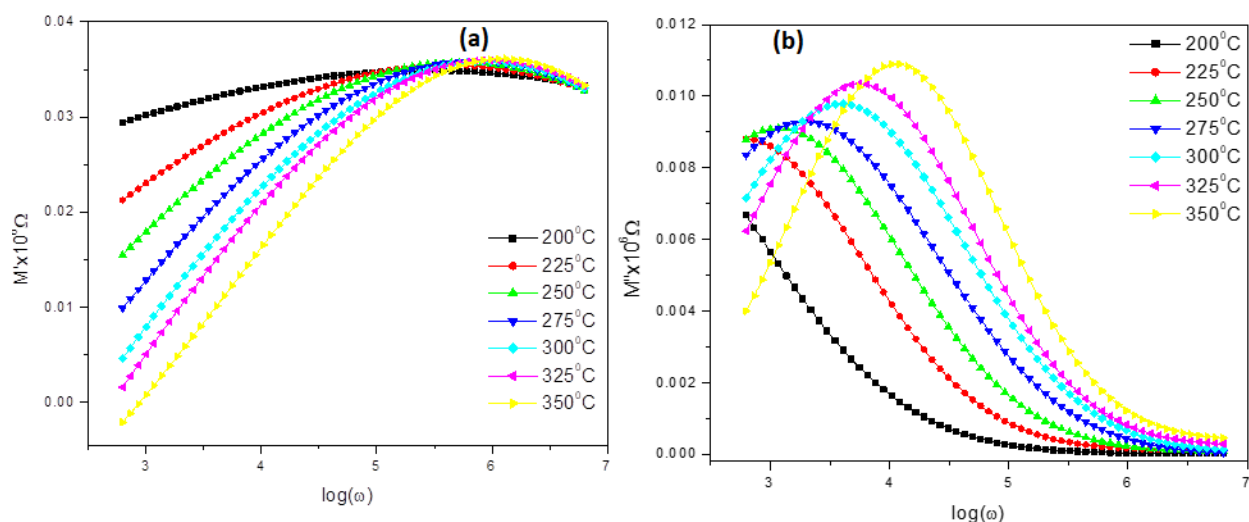 (a)
0.04
0.03
0.02
0.01
0.00
M'x10⁶Ω
200⁰C
225⁰C
250⁰C
275⁰C
300⁰C
325⁰C
350⁰C
3 4 5 6 7
log(ω)
(b)
0.012
0.010
0.008
0.006
0.004
0.002
0.000
M"x10⁶Ω
200⁰C
225⁰C
250⁰C
275⁰C
300⁰C
325⁰C
350⁰C
3 4 5 6 7
log(ω)